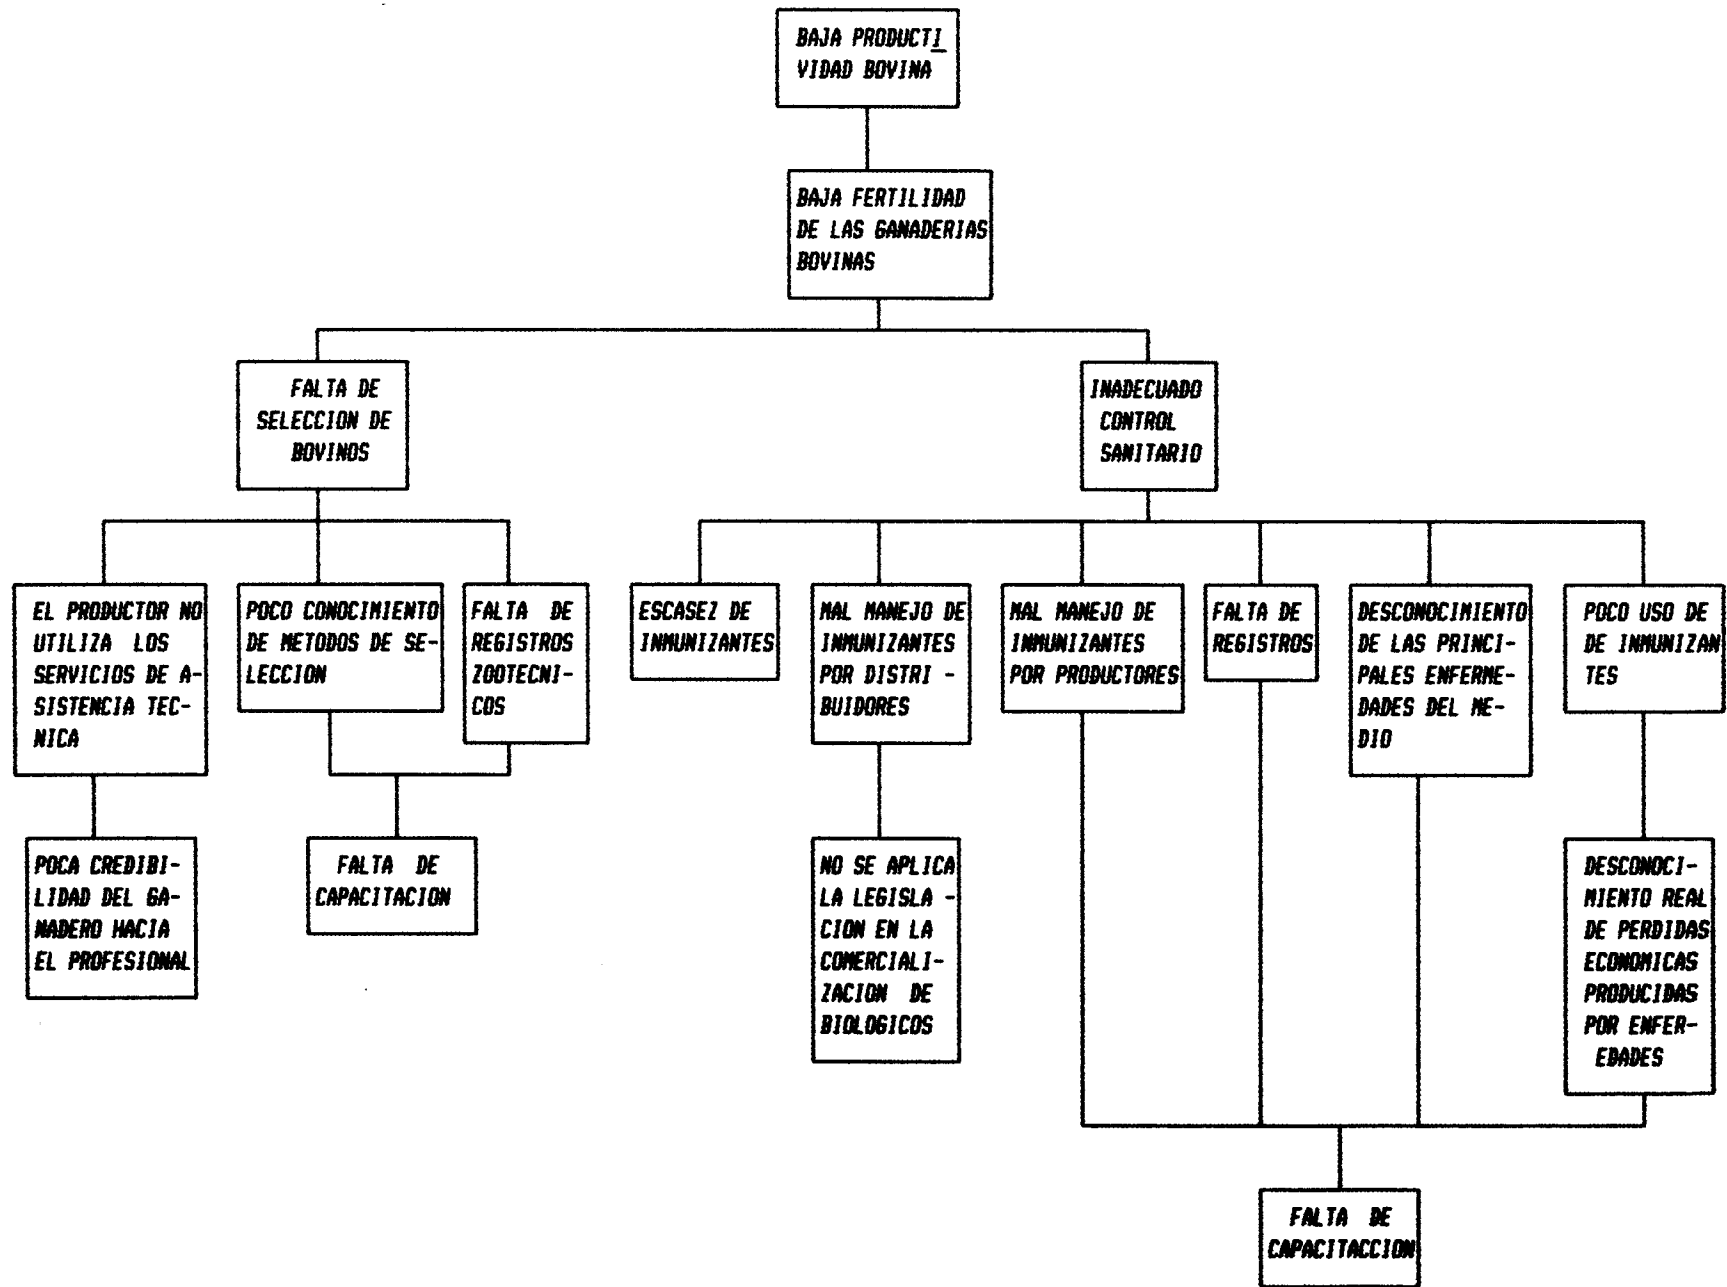 BAJA PRODUCTI
VIDAD BOVINA
BAJA FERTILIDAD
DE LAS GANADERIAS
BOVINAS
FALTA DE
SELECCION DE
BOVINOS
INADECUADO
CONTROL
SANITARIO
EL PRODUCTOR NO
UTILIZA LOS
SERVICIOS DE A-
SISTENCIA TEC-
NICA
POCO CONOCIMIENTO
DE METODOS DE SE-
LECCION
FALTA DE
REGISTROS
ZOOTECNI-
COS
ESCASEZ DE
INMUNIZANTES
MAL MANEJO DE
INMUNIZANTES
POR DISTRI -
BUIDORES
MAL MANEJO DE
INMUNIZANTES
POR PRODUCTORES
FALTA DE
REGISTROS
DESCONOCIMIENTO
DE LAS PRINCI-
PALES ENFERME-
DADES DEL ME-
DIO
POCO USO DE
DE INMUNIZAN
TES
POCA CREDIBI-
LIDAD DEL GA-
NADERO HACIA
EL PROFESIONAL
FALTA DE
CAPACITACION
NO SE APLICA
LA LEGISLA -
CION EN LA
COMERCIALI-
ZACION DE
BIOLOGICOS
DESCONOCI-
MIENTO REAL
DE PERDIDAS
ECONOMICAS
PRODUCIDAS
POR ENFER-
EDADES
FALTA DE
CAPACITACCION